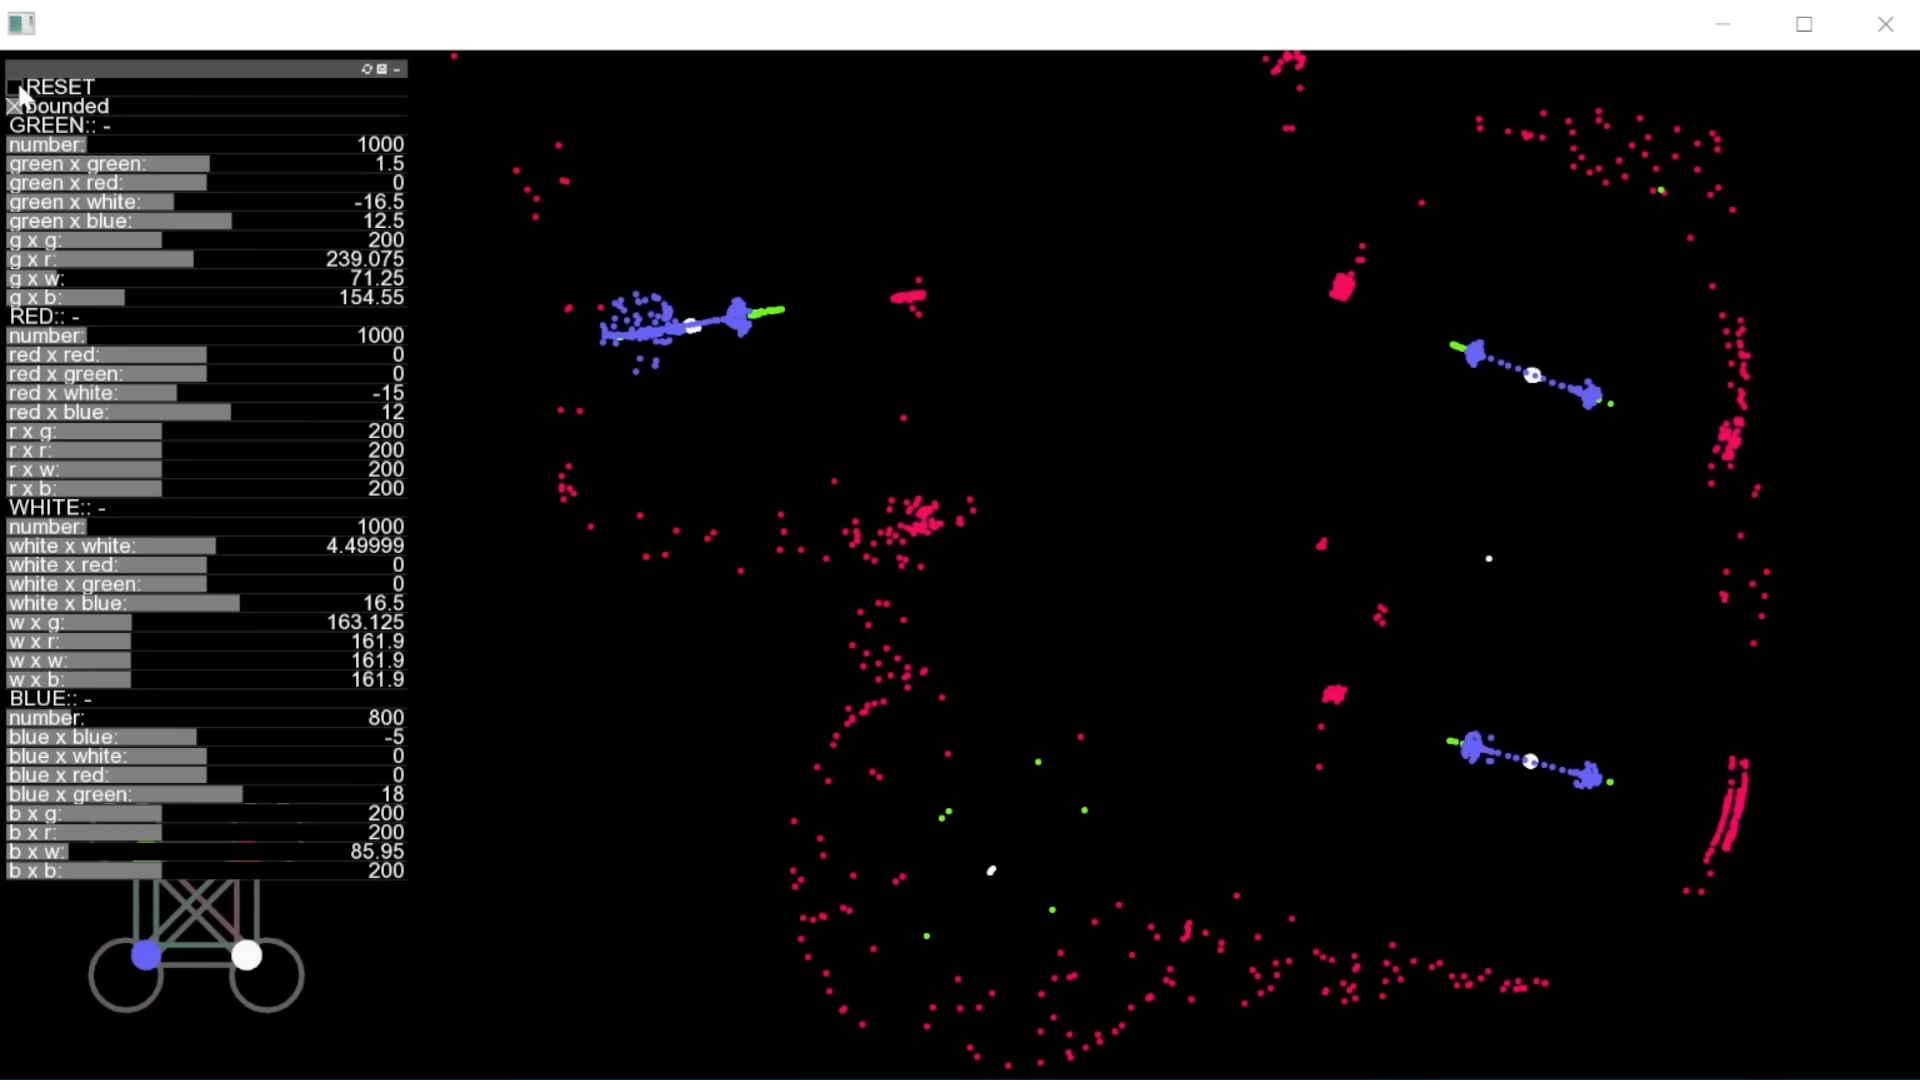 RESET
bounded
GREEN:: -
number: 1000
green x green: 1.5
green x red: 0
green x white: -16.5
green x blue: 12.5
g x g: 200
g x r: 239.075
g x w: 71.25
g x b: 154.55
RED:: -
number: 1000
red x red: 0
red x green: 0
red x white: -15
red x blue: 12
r x g: 200
r x r: 200
r x w: 200
r x b: 200
WHITE:: -
number: 1000
white x white: 4.49999
white x red: 0
white x green: 0
white x blue: 16.5
w x g: 163.125
w x r: 161.9
w x w: 161.9
w x b: 161.9
BLUE:: -
number: 800
blue x blue: -5
blue x white: 0
blue x red: 0
blue x green: 18
b x g: 200
b x r: 200
b x w: 85.95
b x b: 200